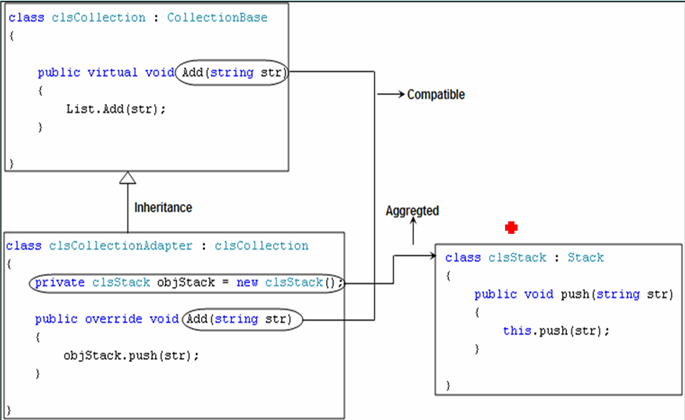 class clsCollection : CollectionBase
{
public virtual void Add(string str)
{
List.Add(str);
}
}
Compatible
Inheritance
Aggregted
class clsCollectionAdapter : clsCollection
{
private clsStack objStack = new clsStack();
public override void Add(string str)
{
objStack.push(str);
}
}
class clsStack : Stack
{
public void push(string str)
{
this.push(str);
}
}